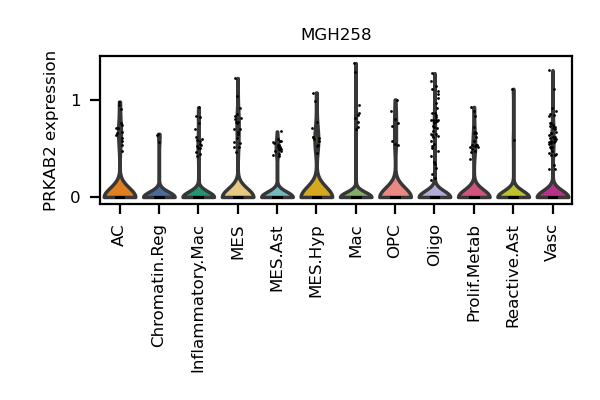 MGH258
PRKAB2 expression
1
0
AC
Chromatin.Reg
Inflammatory.Mac
MES
MES.Ast
MES.Hyp
Mac
OPC
Oligo
Prolif.Metab
Reactive.Ast
Vasc